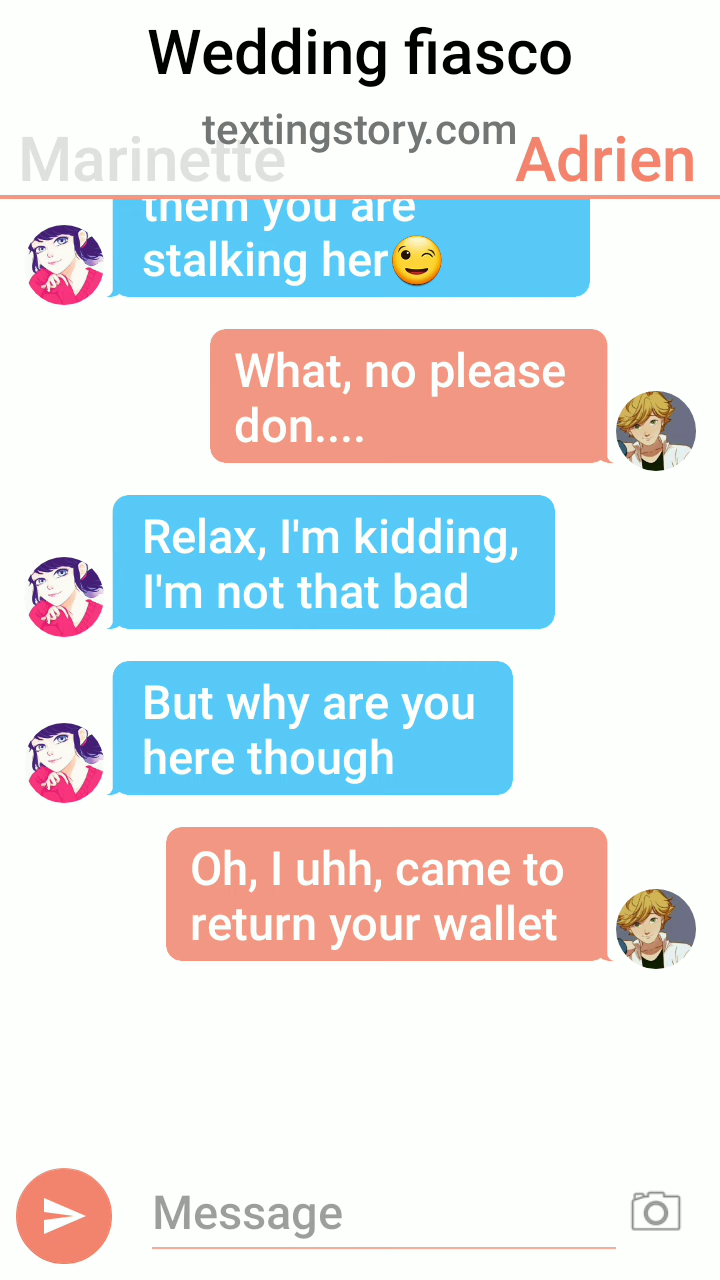 Wedding fiasco
textingstory.com
Marinette
Adrien
them you are
stalking her😉
What, no please
don....
Relax, I'm kidding,
I'm not that bad
But why are you
here though
Oh, I uhh, came to
return your wallet
Message